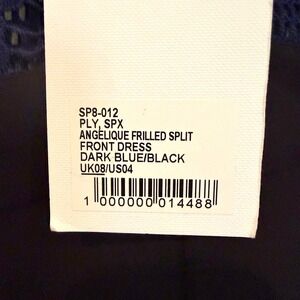 SP8-012
PLY, SPX
ANGELIQUE FRILLED SPLIT
FRONT DRESS
DARK BLUE/BLACK
UK08/US04
1 000000 014488